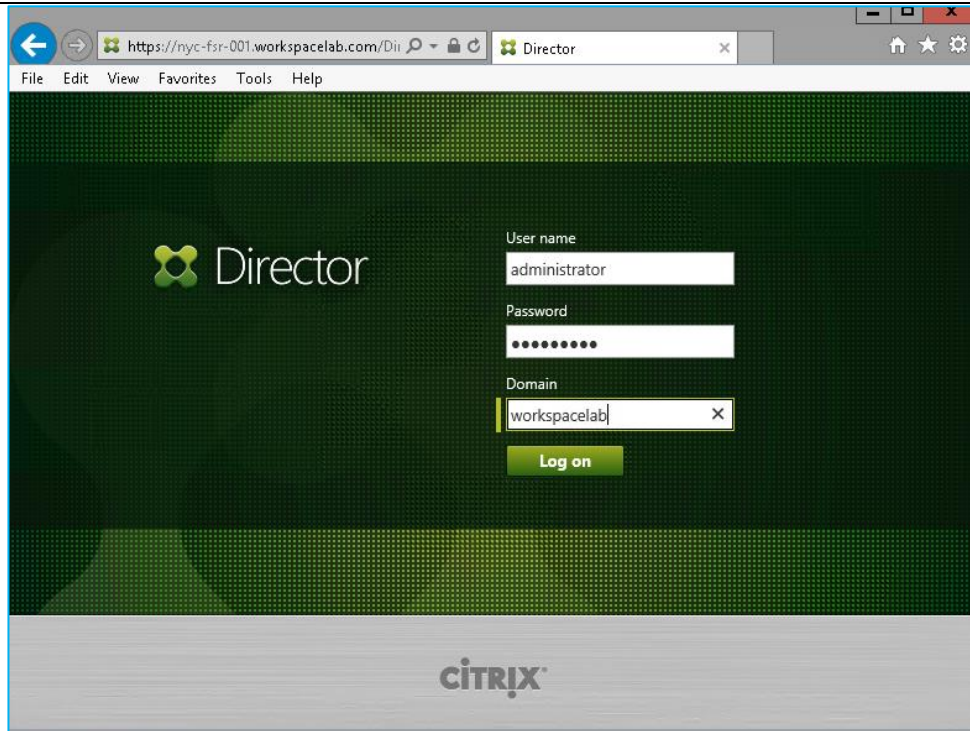 https://nyc-fsr-001.workspacelab.com/Dii
Director
File Edit View Favorites Tools Help
Director
User name
administrator
Password
•••••••••
Domain
workspacelab
Log on
CITRIX